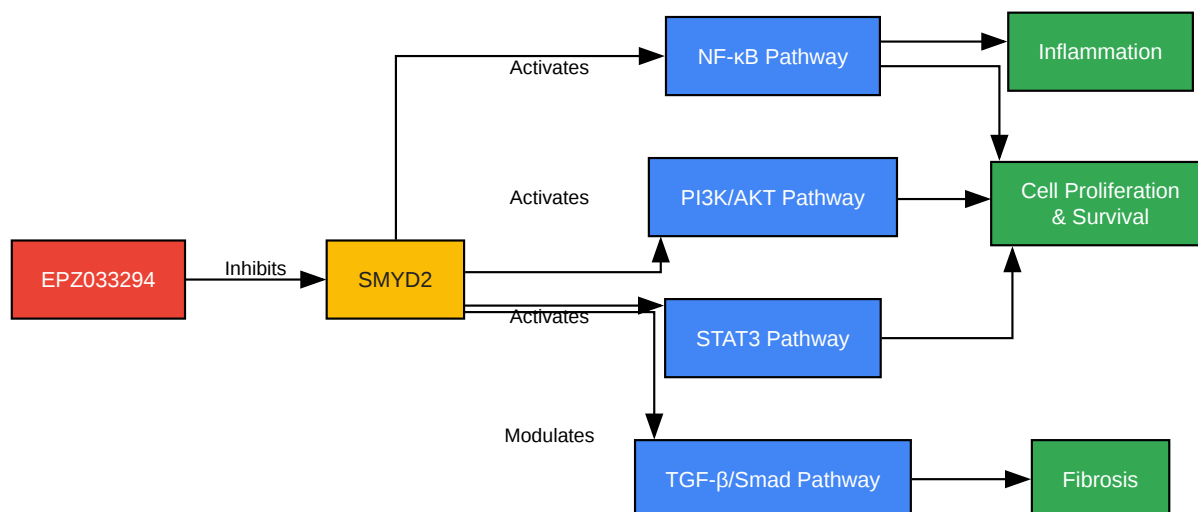 NF-κB Pathway
Inflammation
Activates
PI3K/AKT Pathway
Cell Proliferation
& Survival
Activates
EPZ033294
Inhibits
SMYD2
Activates
STAT3 Pathway
Modulates
TGF-β/Smad Pathway
Fibrosis